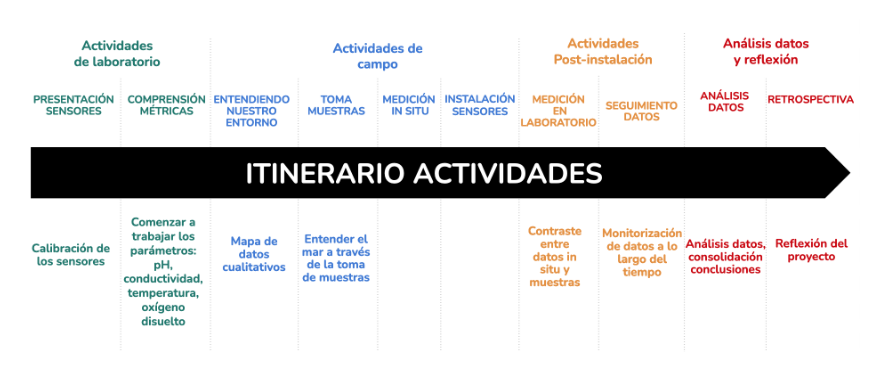 Actividades
de laboratorio
Actividades de
campo
Actividades
Post-instalación
Análisis datos
y reflexión
PRESENTACIÓN
SENSORES
COMPRENSIÓN
MÉTRICAS
ENTENDIENDO
NUESTRO
ENTORNO
TOMA
MUESTRAS
MEDICIÓN
IN SITU
INSTALACIÓN
SENSORES
MEDICIÓN
EN
LABORATORIO
SEGUIMIENTO
DATOS
ANÁLISIS
DATOS
RETROSPECTIVA
ITINERARIO ACTIVIDADES
Calibración de
los sensores
Comenzar a
trabajar los
parámetros:
pH,
conductividad,
temperatura,
oxígeno
disuelto
Mapa de
datos
cualitativos
Entender el
mar a través
de la toma
de muestras
Contraste
entre
datos in
situ y
muestras
Monitorización
de datos a lo
largo del
tiempo
Análisis datos,
consolidación
conclusiones
Reflexión del
proyecto